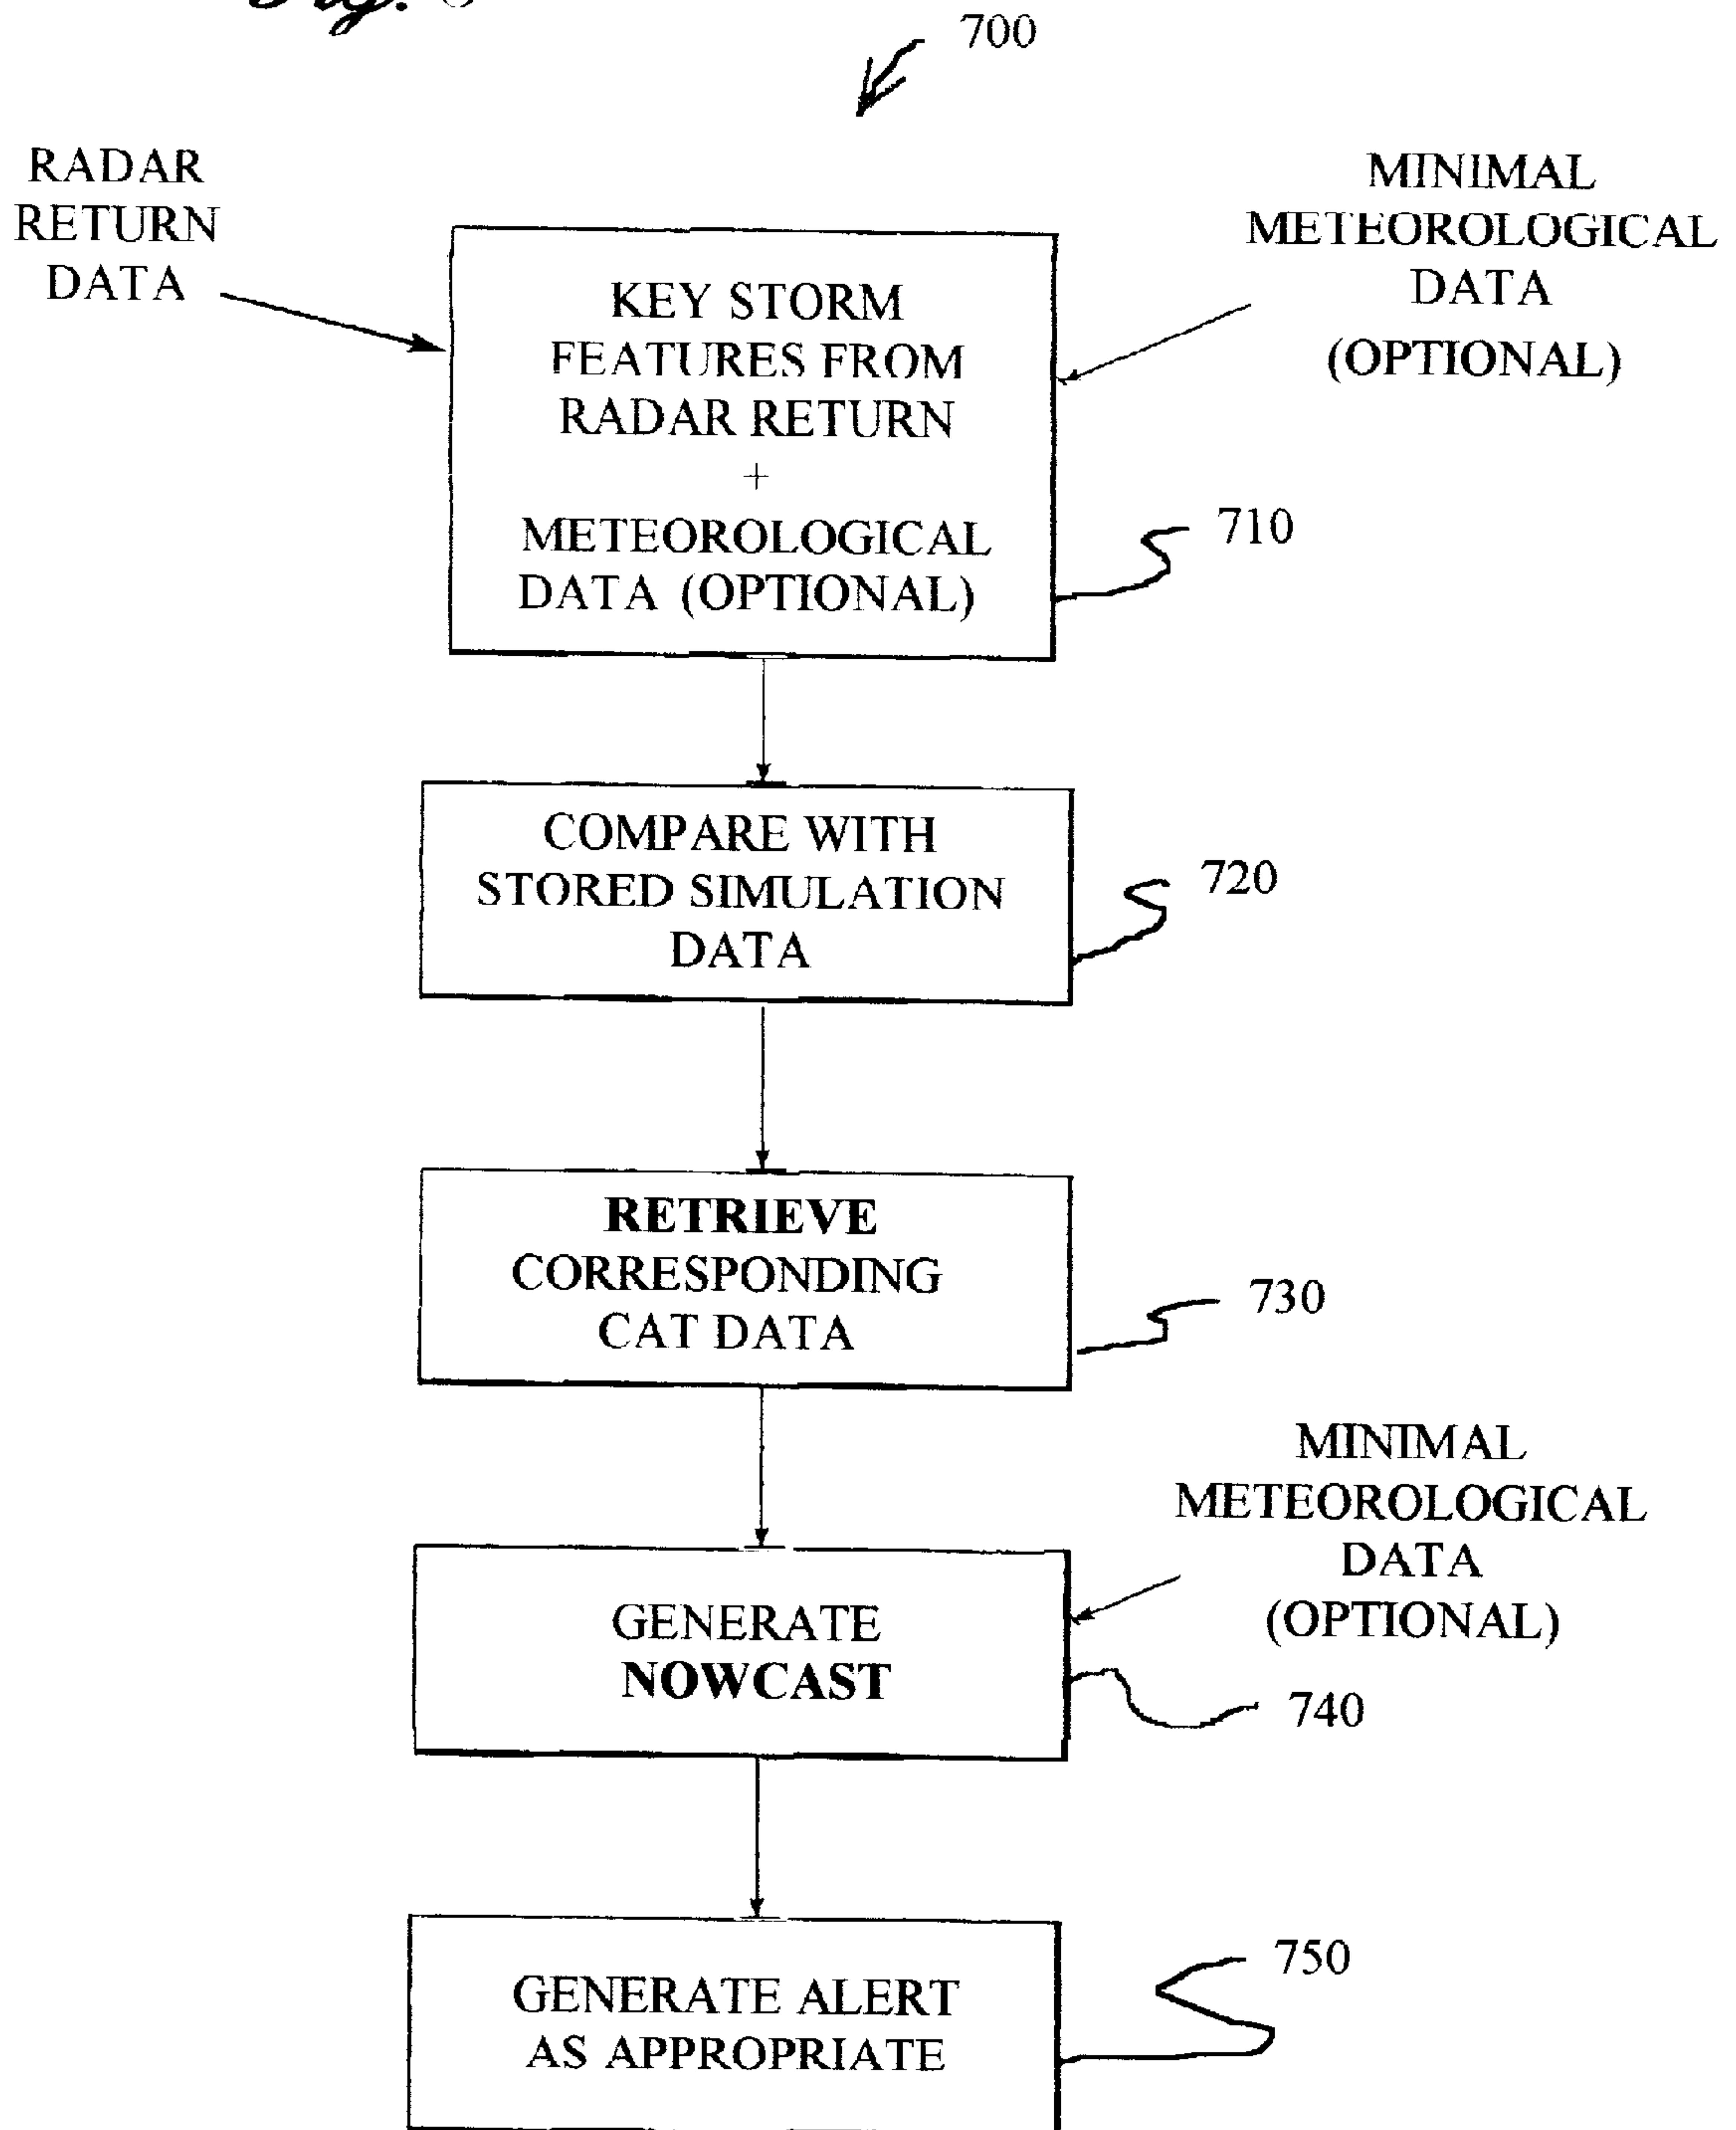 Fig.
700
RADAR
RETURN
DATA
MINIMAL
METEOROLOGICAL
DATA
(OPTIONAL)
KEY STORM
FEATURES FROM
RADAR RETURN
+
METEOROLOGICAL
DATA (OPTIONAL)
710
COMPARE WITH
STORED SIMULATION
DATA
720
RETRIEVE
CORRESPONDING
CAT DATA
730
MINIMAL
METEOROLOGICAL
DATA
(OPTIONAL)
GENERATE
NOWCAST
740
GENERATE ALERT
AS APPROPRIATE
750